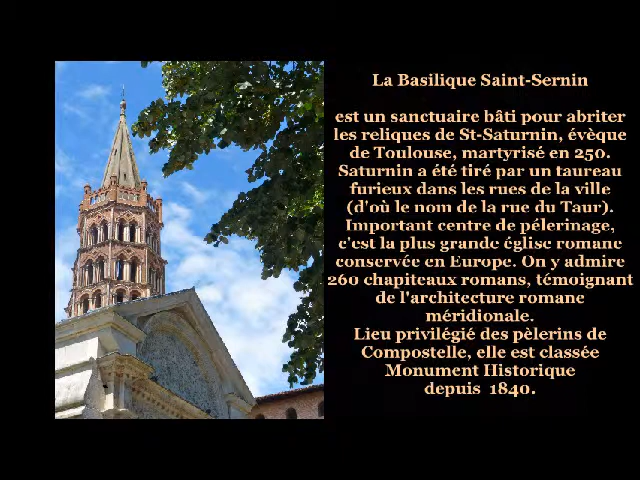 La Basilique Saint-Sernin
est un sanctuaire bâti pour abriter
les reliques de St-Saturnin, évèque
de Toulouse, martyrisé en 250.
Saturnin a été tiré par un taureau
furieux dans les rues de la ville
(d'où le nom de la rue du Taur).
Important centre de pélerinage,
c'est la plus grande église romane
conservée en Europe. On y admire
260 chapiteaux romans, témoignant
de l'architecture romane
méridionale.
Lieu privilégié des pèlerins de
Compostelle, elle est classée
Monument Historique
depuis 1840.